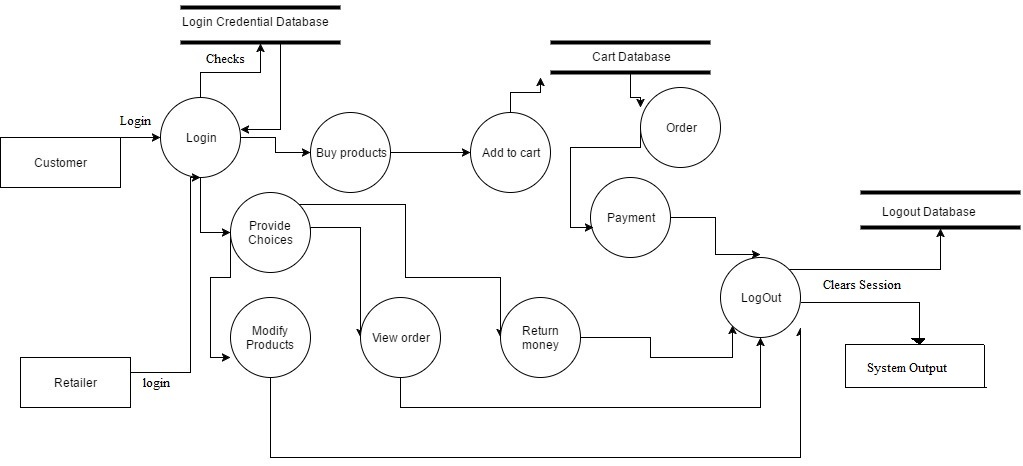 Login Credential Database
Checks
Cart Database
Login
Login
Customer
Buy products
Add to cart
Order
Provide
Choices
Payment
Logout Database
Clears Session
LogOut
Modify
Products
View order
Return
money
System Output
Retailer
login